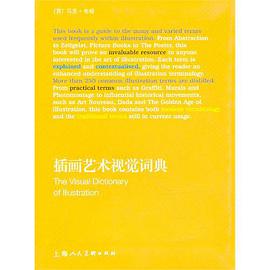 (英) 马克·维根
This book is a guide to the many and varied terms
used frequently within illustration. From Abstraction
to Zeitgeist, Picture Books to The Poster, this
book will prove an invaluable resource to anyone
interested in the art of illustration. Each term is
explained and contextualised, giving the reader an
enhanced understanding of illustration terminology.
More than 250 common illustration terms are distilled.
From practical terms such as Graffiti, Murals and
Photomontage to influential historical movements,
such as Art Nouveau, Dada and The Golden Age of
Illustration, this book contains both modern terminology
and the traditional terms still in current usage.
插画艺术视觉词典
The Visual Dictionary
of Illustration
上海人民美术出版社